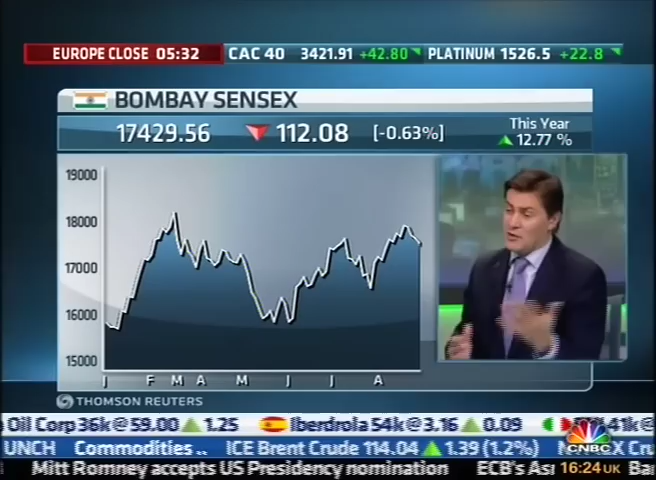 EUROPE CLOSE 05:32 CAC 40 3421.91 +42.80 PLATINUM 1526.5 +22.8
BOMBAY SENSEX
17429.56 112.08 [-0.63%]
This Year
12.77 %
19000
18000
17000
16000
15000
J F M A M J J A
THOMSON REUTERS
Oil Corp 36k@59.00 1.25 Iberdrola 54k@3.16 0.09
UNCH Commodities .. ICE Brent Crude 114.04 1.39 (1.2%)
CNBC
Mitt Romney accepts US Presidency nomination ECB's Asm 16:24 UK